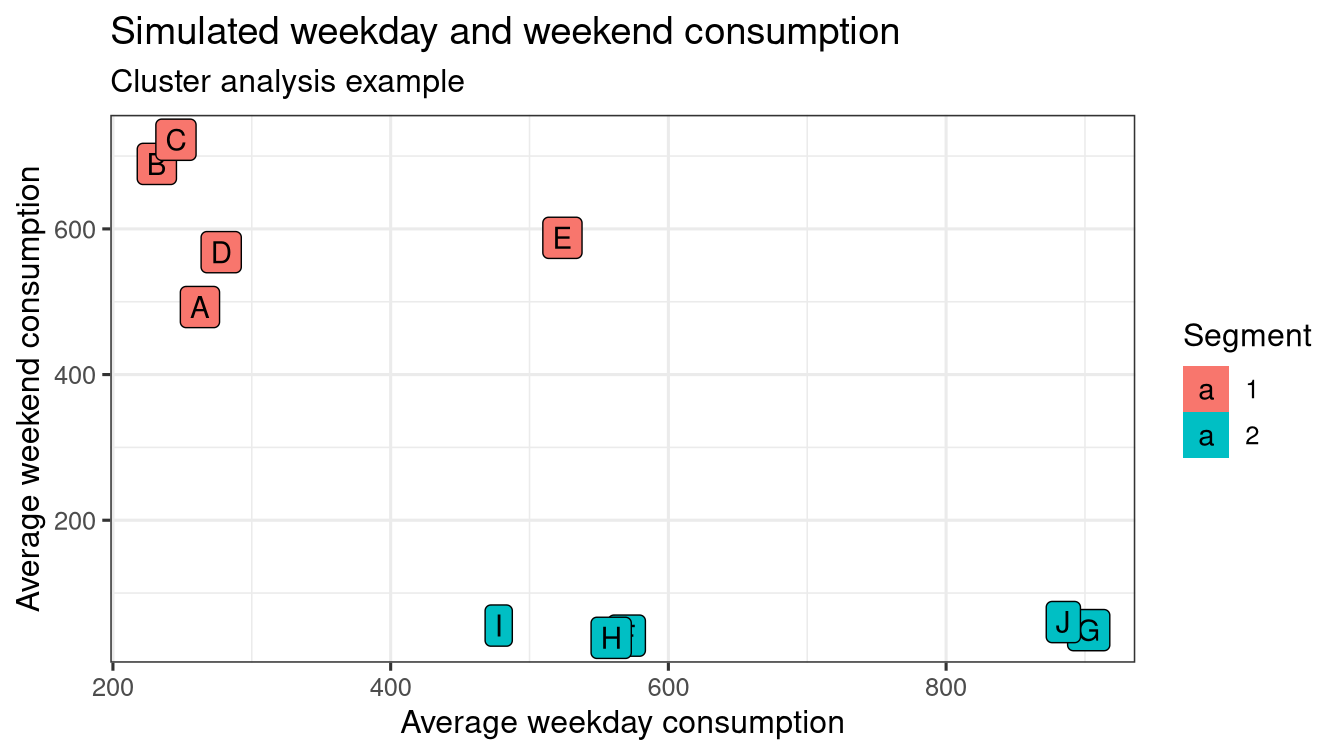 Simulated weekday and weekend consumption
Cluster analysis example
Average weekend consumption
600
400
200
C
B
D
E
A
I
H
J
G
200
400
600
800
Average weekday consumption
Segment
a 1
a 2